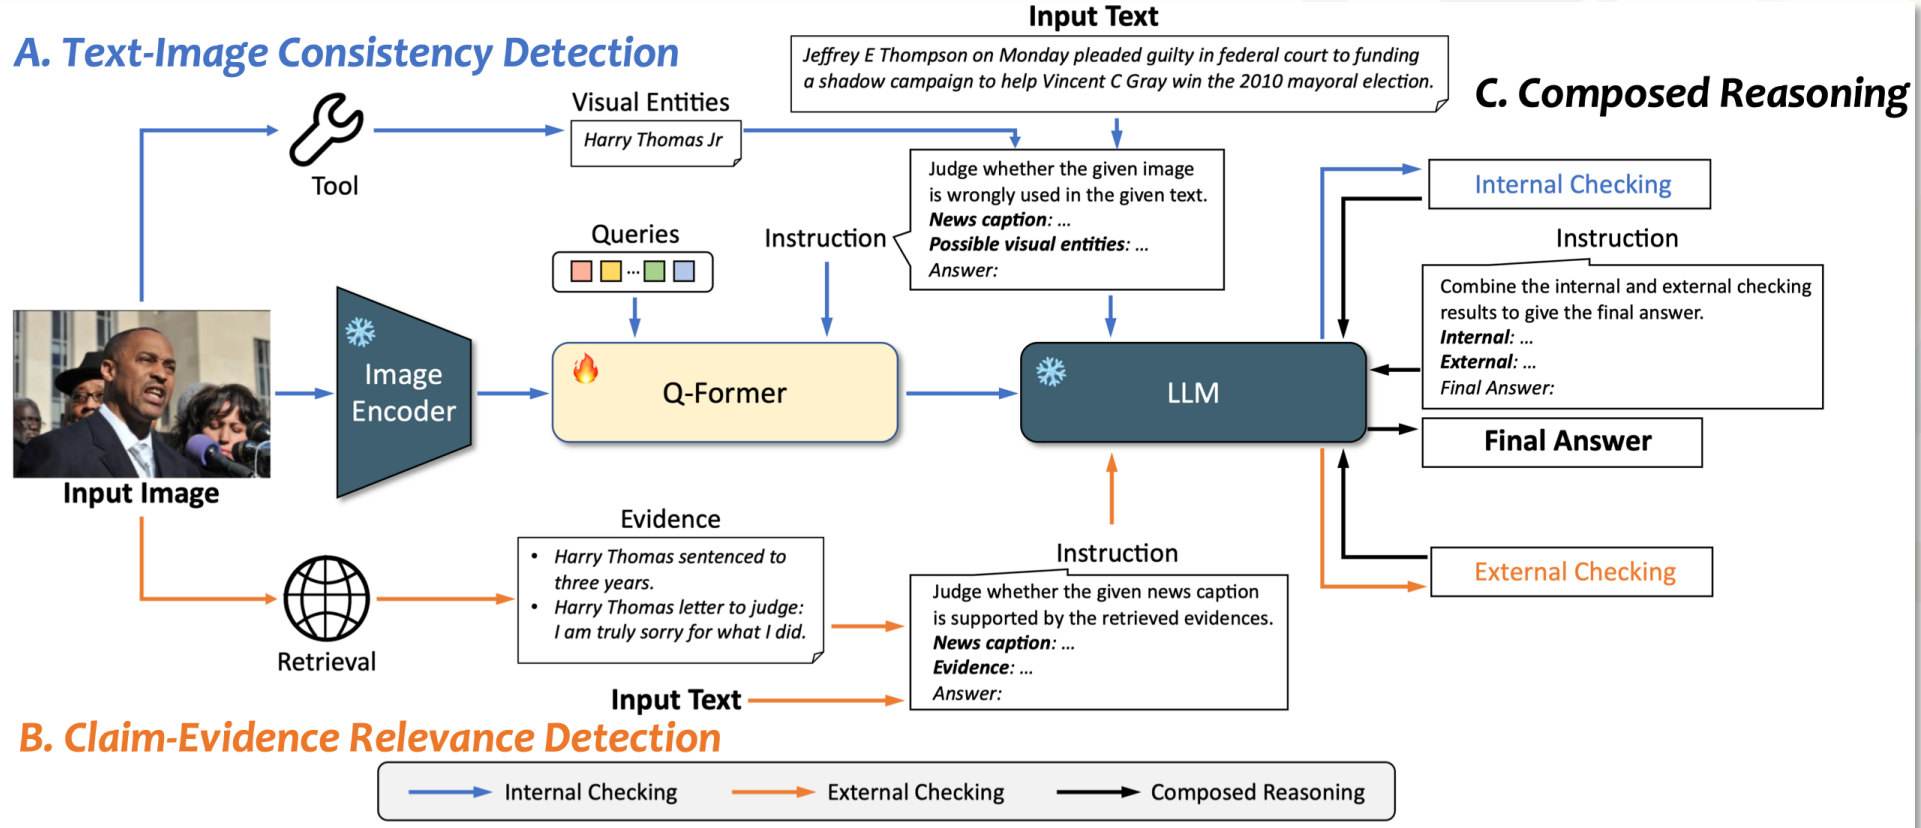 Input Text
A. Text-Image Consistency Detection
Jeffrey E Thompson on Monday pleaded guilty in federal court to funding
a shadow campaign to help Vincent C Gray win the 2010 mayoral election.
C. Composed Reasoning
Visual Entities
Harry Thomas Jr
Tool
Judge whether the given image
is wrongly used in the given text.
News caption: ...
Possible visual entities: ...
Answer:
Internal Checking
Queries
...
Instruction
Instruction
Combine the internal and external checking
results to give the final answer.
Internal: ...
External: ...
Final Answer:
Image
Encoder
Q-Former
LLM
Final Answer
Input Image
Evidence
• Harry Thomas sentenced to
three years.
• Harry Thomas letter to judge:
I am truly sorry for what I did.
Retrieval
Instruction
Judge whether the given news caption
is supported by the retrieved evidences.
News caption: ...
Evidence: ...
Answer:
External Checking
Input Text
B. Claim-Evidence Relevance Detection
Internal Checking
External Checking
Composed Reasoning